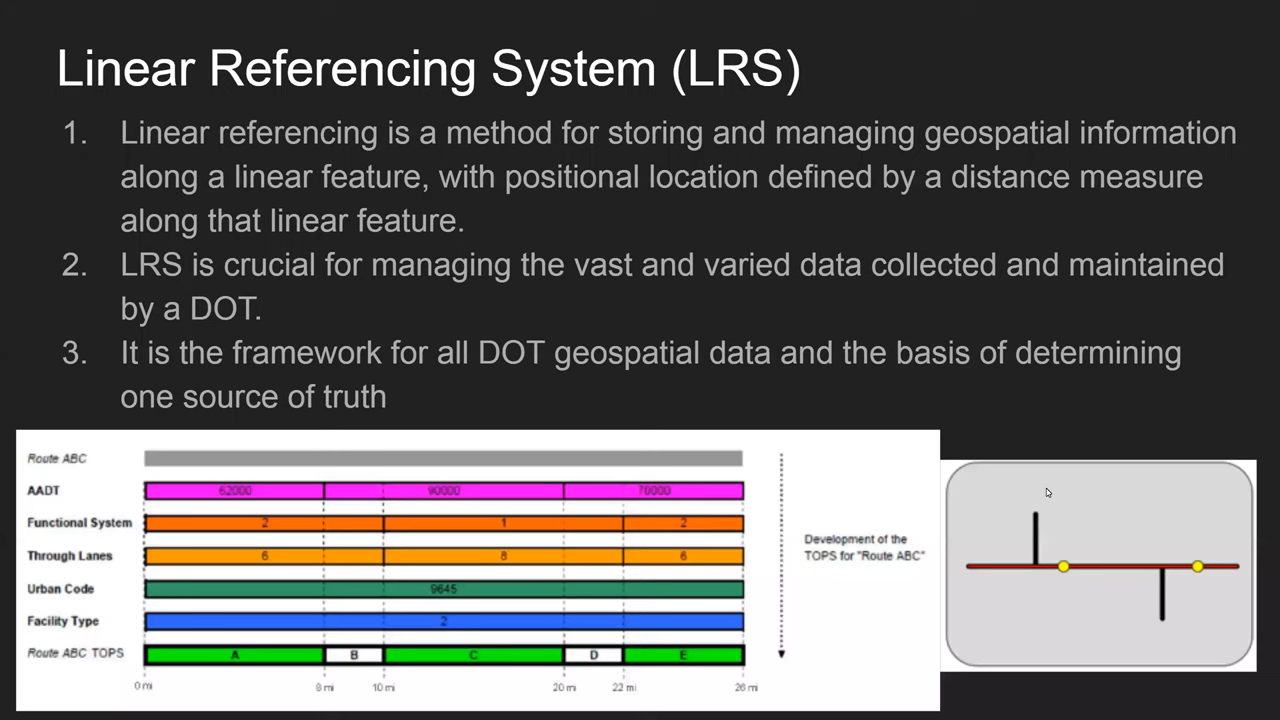 Linear Referencing System (LRS)
1. Linear referencing is a method for storing and managing geospatial information
along a linear feature, with positional location defined by a distance measure
along that linear feature.
2. LRS is crucial for managing the vast and varied data collected and maintained
by a DOT.
3. It is the framework for all DOT geospatial data and the basis of determining
one source of truth
Route ABC
AADT 62000 90000 70000
Functional System 2 1 2
Through Lanes 6 8 6
Urban Code 9645
Facility Type 2
Route ABC TOPS A B C D E
0 mi 10 mi 20 mi 22 mi 26 mi
Development of the
TOPS for "Route ABC"